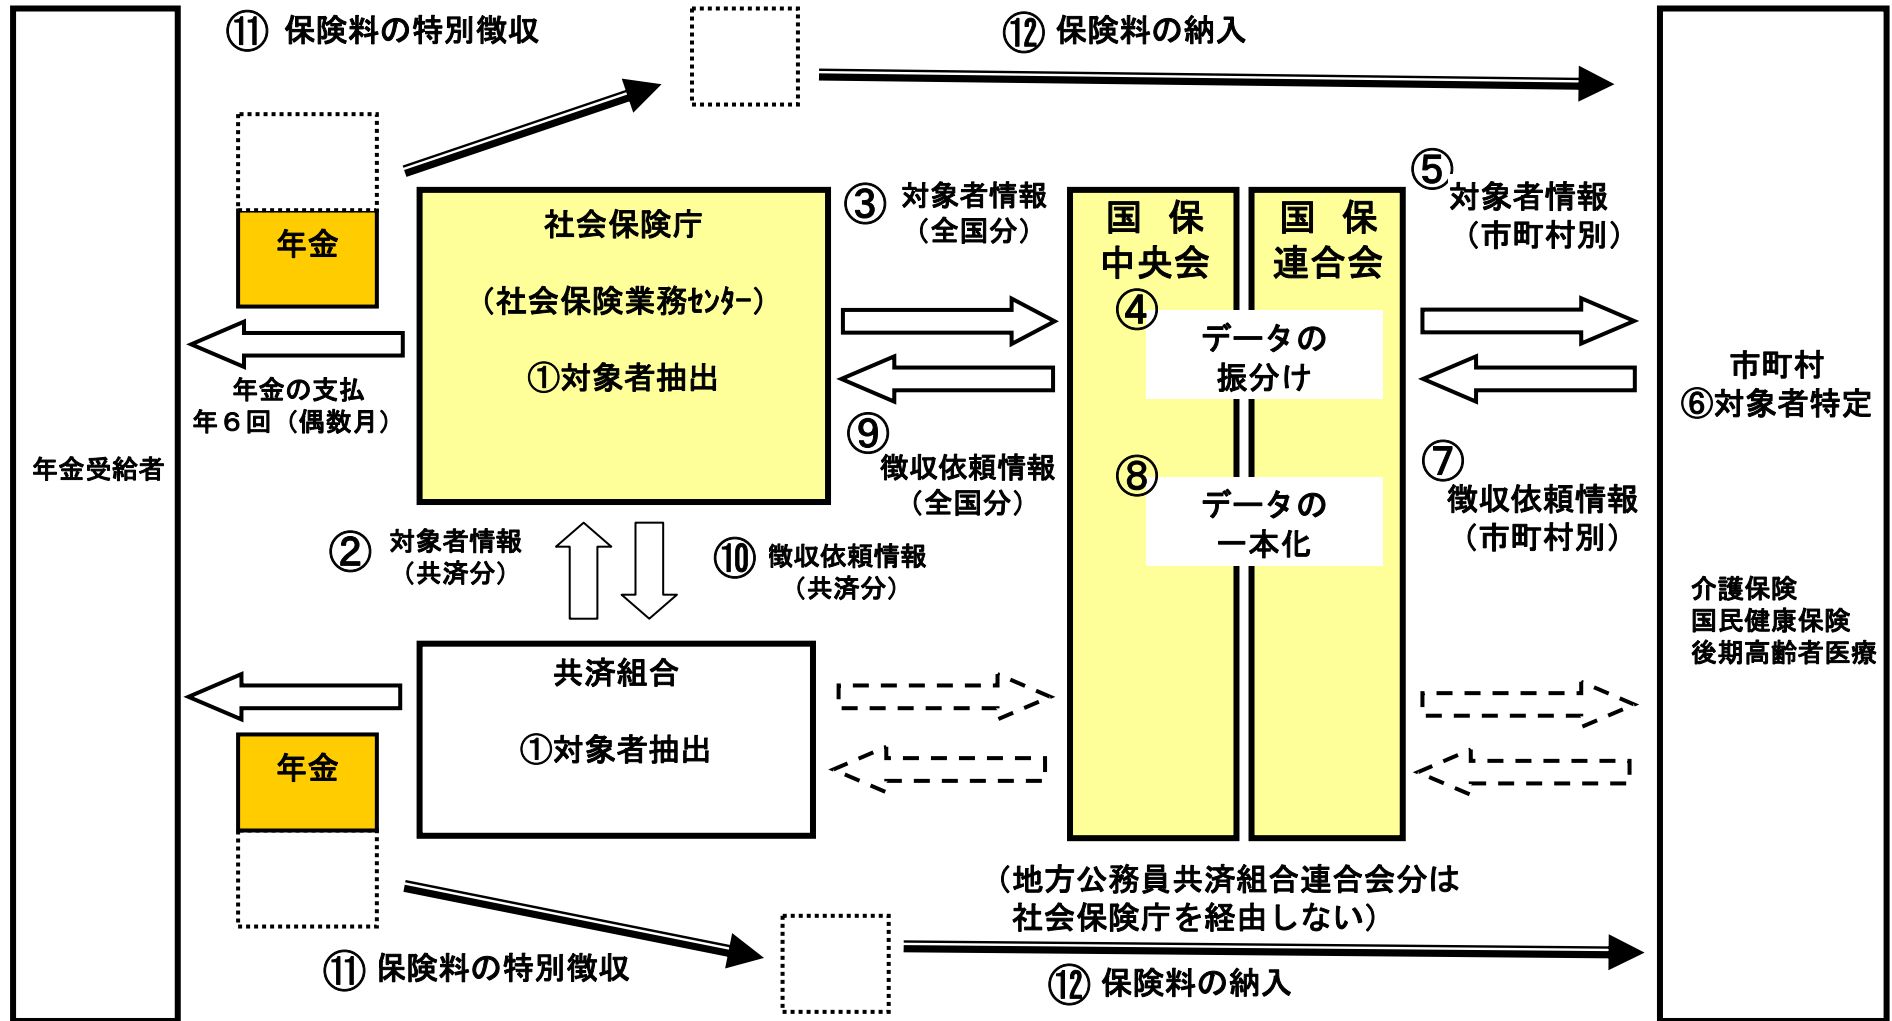 ⑪ 保険料の特別徴収
⑫ 保険料の納入
年金
年金の支払
年６回（偶数月）
年金受給者
社会保険庁
（社会保険業務ｾﾝﾀｰ）
①対象者抽出
③ 対象者情報
（全国分）
国 保
中央会
国 保
連合会
④ データの
振分け
⑤ 対象者情報
（市町村別）
市町村
⑥対象者特定
⑨ 徴収依頼情報
（全国分）
⑧ データの
一本化
⑦ 徴収依頼情報
（市町村別）
② 対象者情報
（共済分）
⑩ 徴収依頼情報
（共済分）
介護保険
国民健康保険
後期高齢者医療
共済組合
①対象者抽出
年金
（地方公務員共済組合連合会分は
社会保険庁を経由しない）
⑪ 保険料の特別徴収
⑫ 保険料の納入